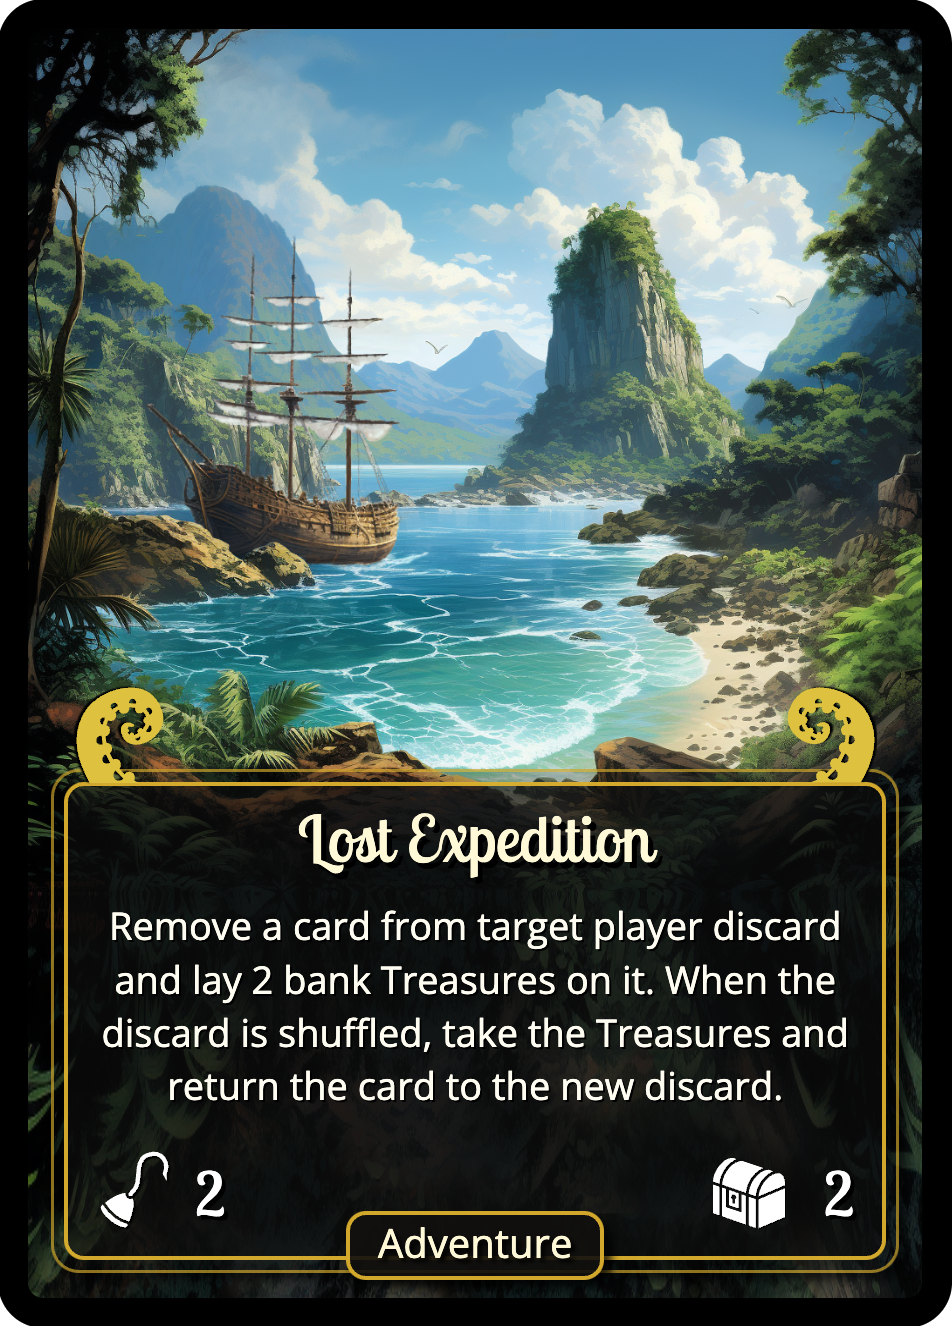 Lost Expedition
Remove a card from target player discard
and lay 2 bank Treasures on it. When the
discard is shuffled, take the Treasures and
return the card to the new discard.
2 2
Adventure